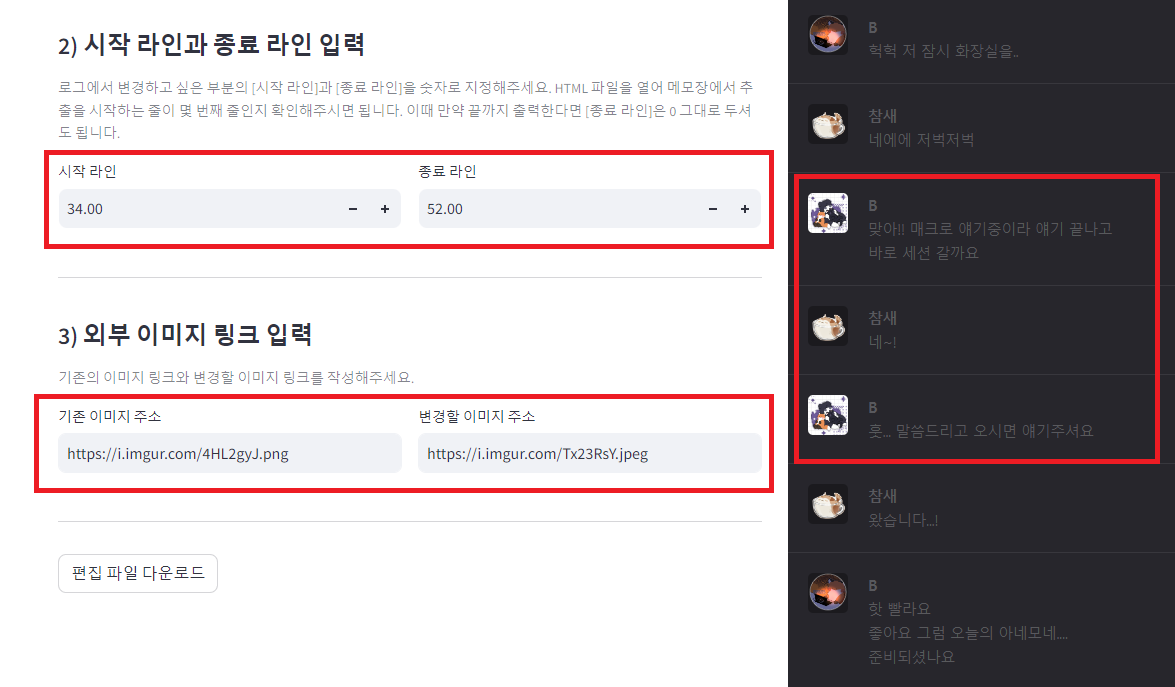 2) 시작 라인과 종료 라인 입력
로그에서 변경하고 싶은 부분의 [시작 라인]과 [종료 라인]을 숫자로 지정해주세요. HTML 파일을 열어 메모장에서 추
출을 시작하는 줄이 몇 번째 줄인지 확인해주시면 됩니다. 이때 만약 끝까지 출력한다면 [종료 라인]은 0 그대로 두셔
도 됩니다.
시작 라인
종료 라인
34.00
52.00
3) 외부 이미지 링크 입력
기존의 이미지 링크와 변경할 이미지 링크를 작성해주세요.
기존 이미지 주소
변경할 이미지 주소
https://i.imgur.com/4HL2gyJ.png
https://i.imgur.com/Tx23RsY.jpeg
편집 파일 다운로드
B
헉헉 저 잠시 화장실을..
참새
네에에 저벅저벅
B
맞아!! 매크로 얘기중이라 얘기 끝나고
바로 세션 갈까요
참새
네~!
B
훗... 말씀드리고 오시면 얘기주셔요
참새
왔습니다...!
B
핫 빨라요
좋아요 그럼 오늘의 아네모네....
준비되셨나요